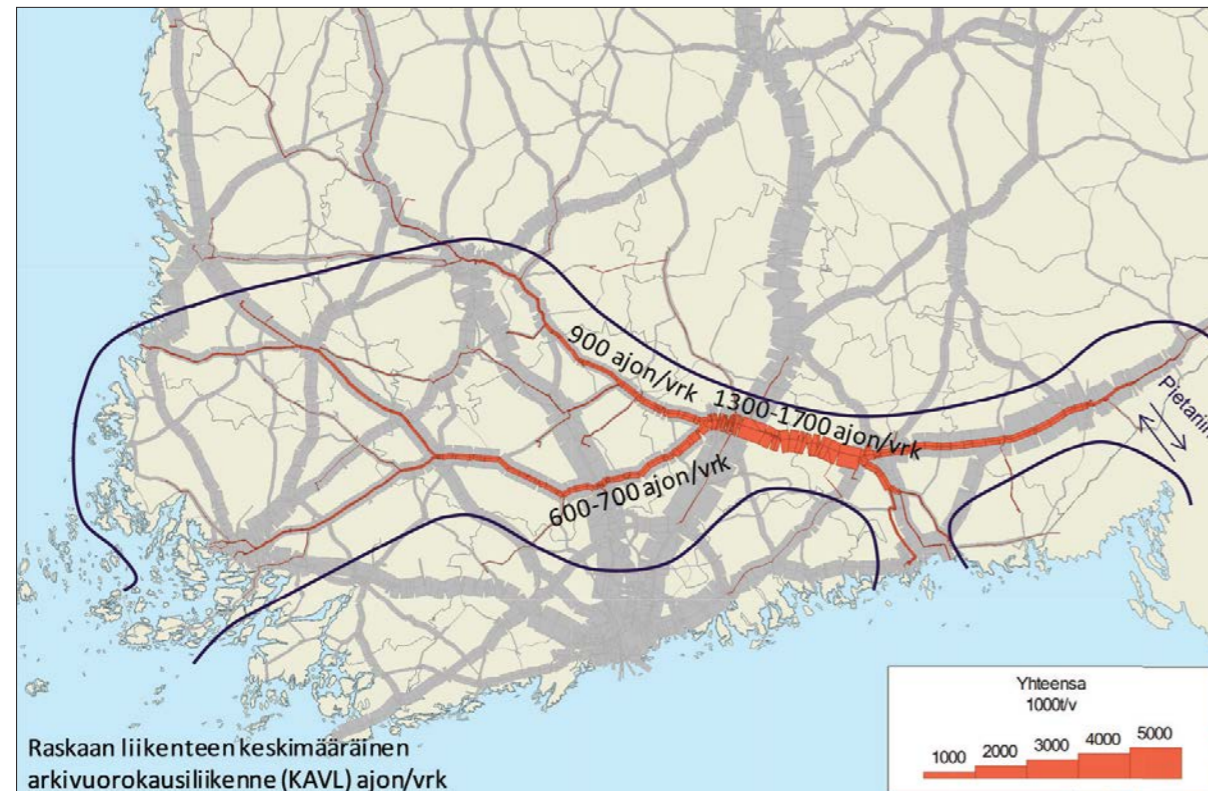 900 ajon/vrk
1300-1700 ajon/vrk
600-700 ajon/vrk
Yhteensa
1000t/v
1000 2000 3000 4000 5000
Raskaan liikenteen keskimääräinen
arkivuorokausiliikenne (KAVL) ajon/vrk